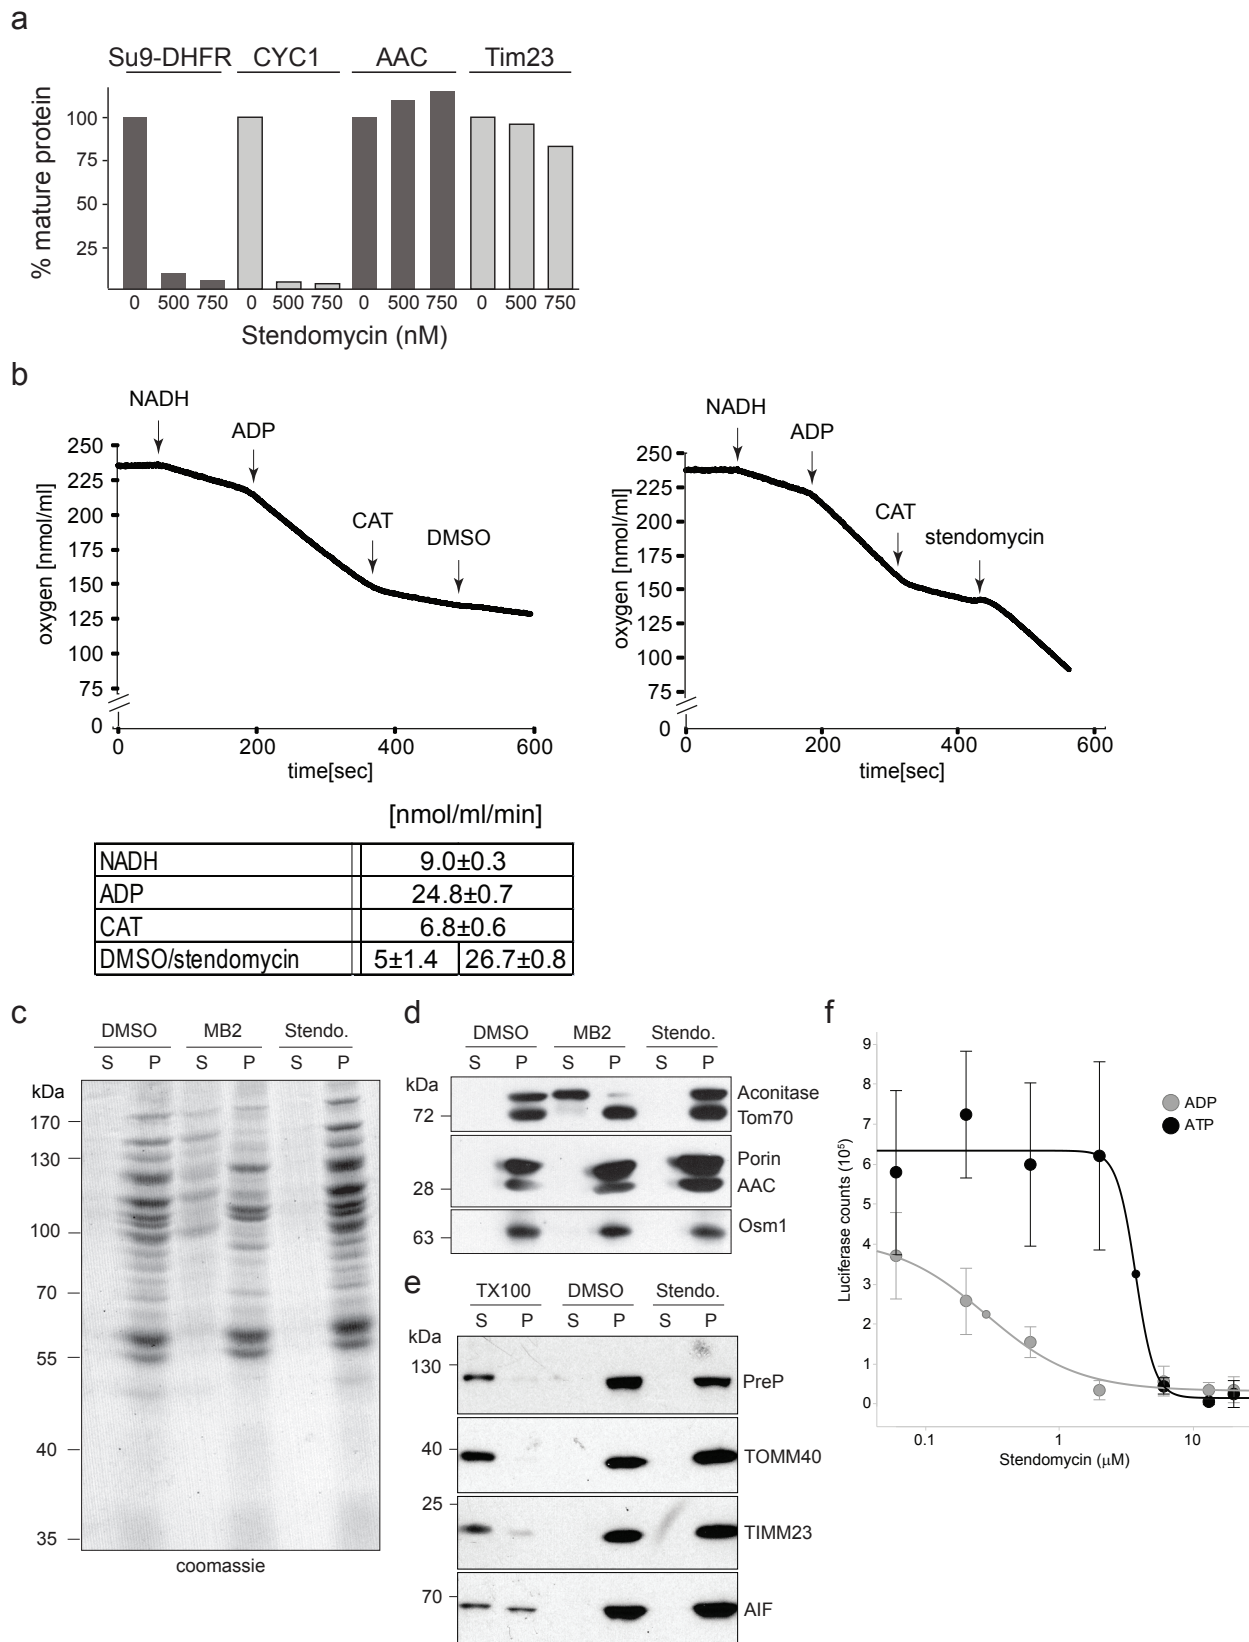 a
Su9-DHFR CYC1 AAC Tim23
% mature protein
100
75
50
25
0 500 750 0 500 750 0 500 750 0 500 750
Stendomycin (nM)
b
NADH
ADP
CAT
DMSO
oxygen [nmol/ml]
250
225
200
175
150
125
100
75
0
0 200 400 600
time[sec]
NADH
ADP
CAT
stendomycin
oxygen [nmol/ml]
250
225
200
175
150
125
100
75
0
0 200 400 600
time[sec]
[nmol/ml/min]
NADH 9.0±0.3
ADP 24.8±0.7
CAT 6.8±0.6
DMSO/stendomycin 5±1.4 26.7±0.8
c
DMSO MB2 Stendo.
S P S P S P
kDa
170
130
100
70
55
40
35
coomassie
d
DMSO MB2 Stendo.
S P S P S P
kDa
Aconitase
72 Tom70
Porin
28 AAC
Osm1
63
e
TX100 DMSO Stendo.
S P S P S P
kDa
130
PreP
40
TOMM40
25
TIMM23
70
AIF
f
Luciferase counts (10⁵)
9
8
7
6
5
4
3
2
1
0
ADP
ATP
0.1 1 10
Stendomycin (μM)